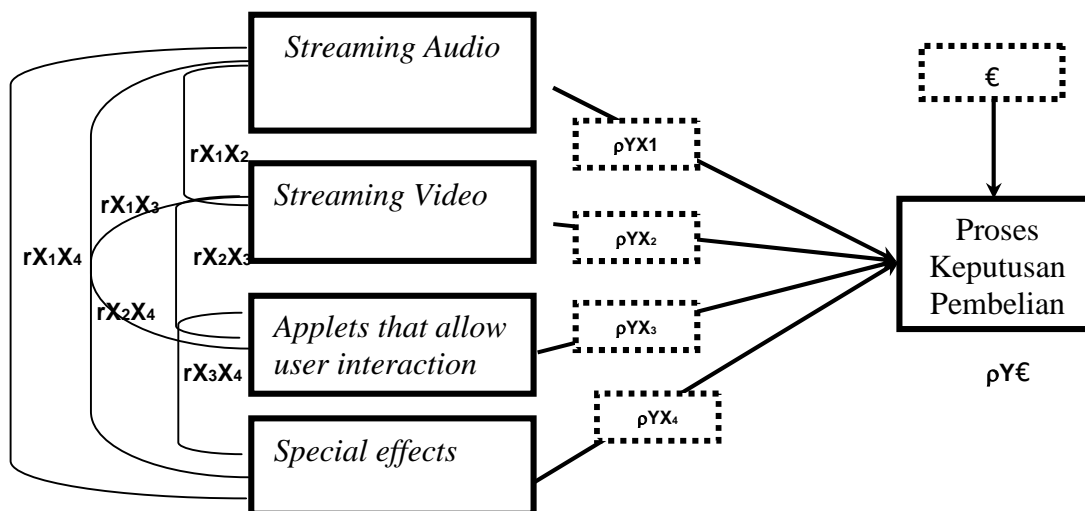 Streaming Audio
€
ρYX1
rX1X2
Streaming Video
rX1X3
ρYX2
Proses
Keputusan
Pembelian
rX1X4
rX2X3
rX2X4
Applets that allow
user interaction
ρYX3
rX3X4
ρY€
ρYX4
Special effects